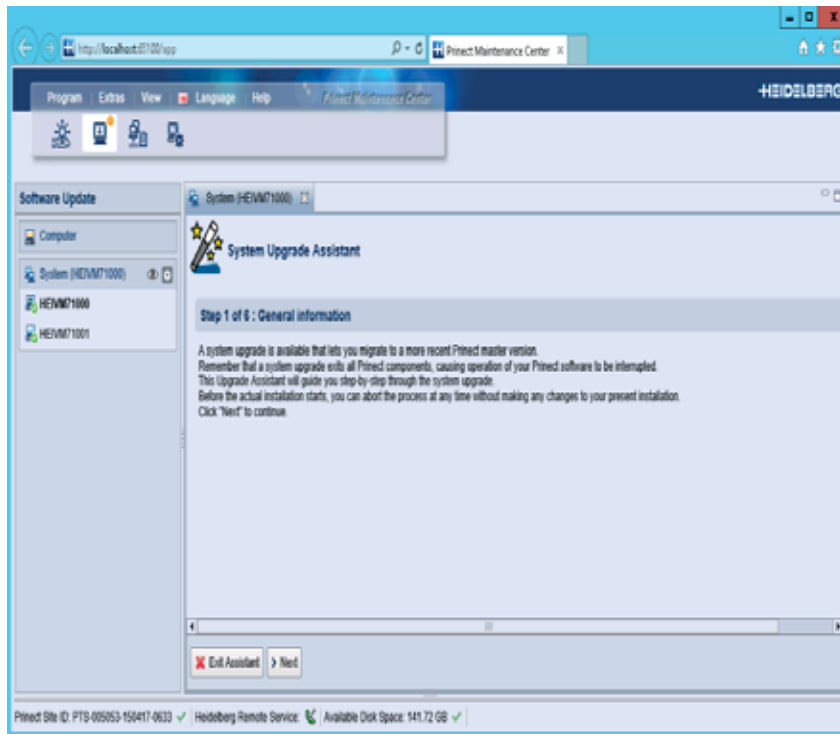 http://localhost:15100/app
Prinect Maintenance Center
HEIDELBERG
Program Extras View Language Help Prinect Maintenance Center
Software Update
System (HEIVM71000)
Computer
System Upgrade Assistant
System (HEIVM71000)
HEIVM71000
Step 1 of 6 : General information
HEIVM71001
A system upgrade is available that lets you migrate to a more recent Prinect master version.
Remember that a system upgrade exits all Prinect components, causing operation of your Prinect software to be interrupted.
This Upgrade Assistant will guide you step-by-step through the system upgrade.
Before the actual installation starts, you can abort the process at any time without making any changes to your present installation.
Click "Next" to continue.
Exit Assistant
Next
Prinect Site ID: PTS-005053-150417-0633 Heidelberg Remote Service: Available Disk Space: 141.72 GB